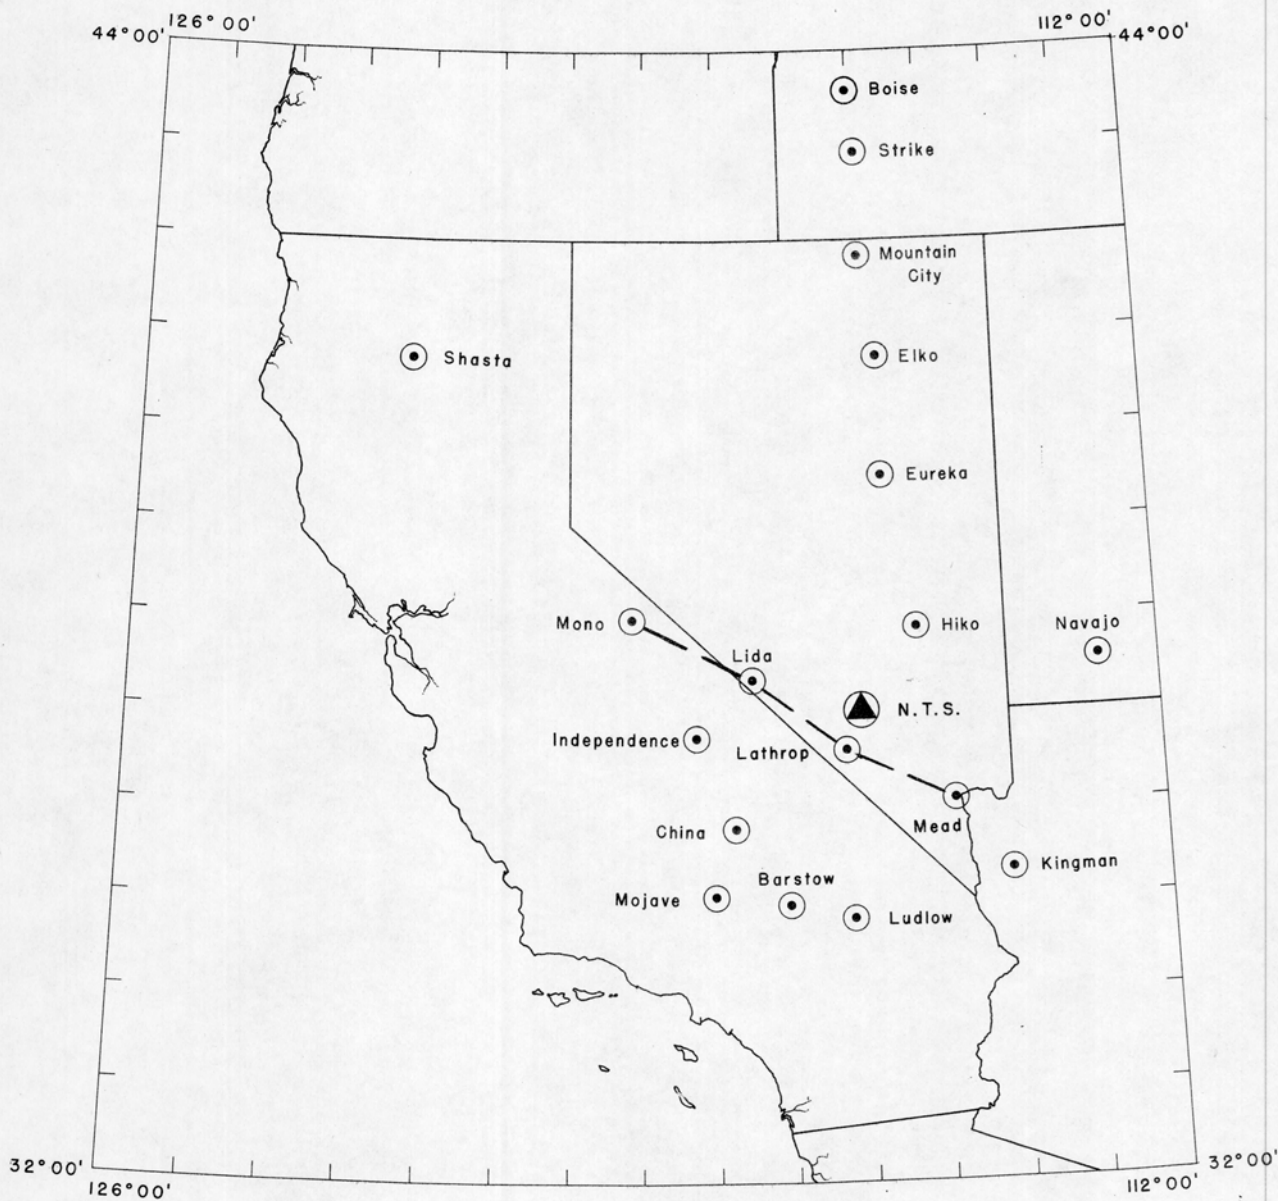 126° 00'
112° 00'
44° 00'
44° 00'
Boise
Strike
Mountain
City
Shasta
Elko
Eureka
Mono
Hiko
Navajo
Lida
N.T.S.
Independence
Lathrop
Mead
China
Kingman
Barstow
Mojave
Ludlow
32° 00'
32° 00'
126° 00'
112° 00'